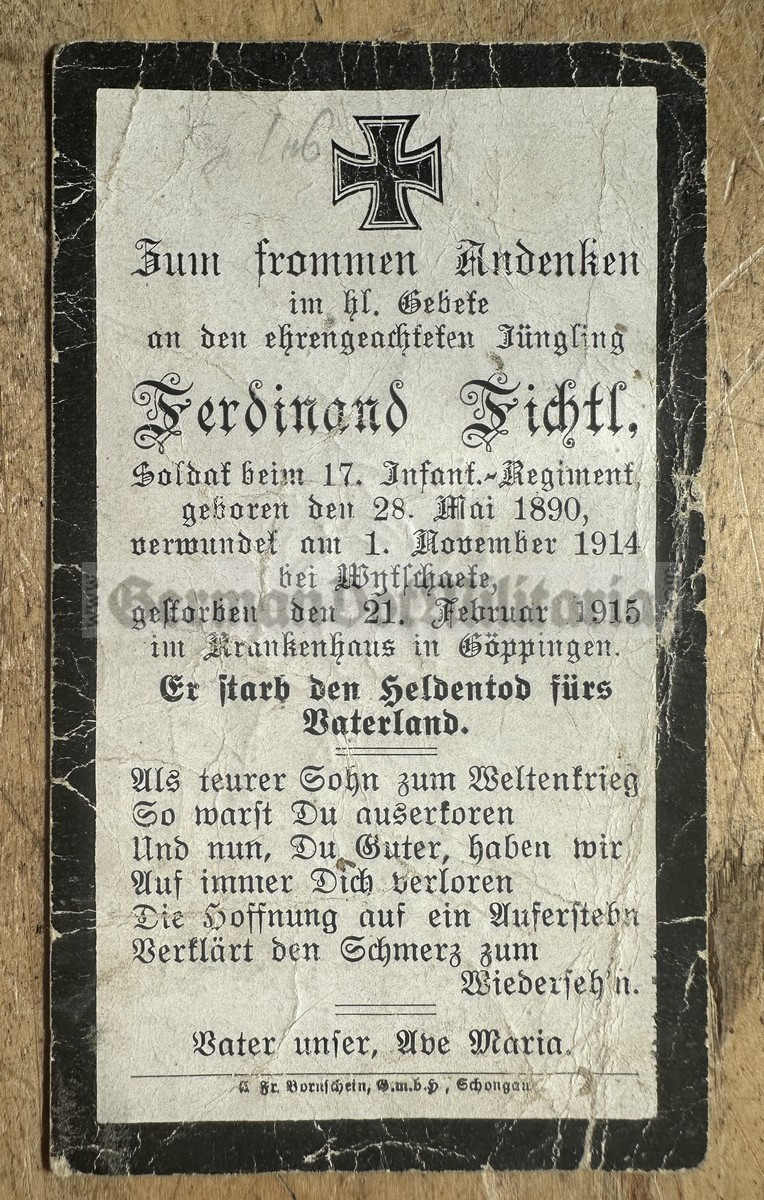 Zum frommen Andenken
im hl. Gebete
an den ehrengeachteten Jüngling
Ferdinand Fichtl,
Soldat beim 17. Infant.-Regiment,
geboren den 28. Mai 1890,
verwundet am 1. November 1914
bei Wytschaete,
gestorben den 21. Februar 1915
im Krankenhaus in Göppingen.
Er starb den Heldentod fürs
Vaterland.
Als teurer Sohn zum Weltenkrieg
So warst Du auserkoren
Und nun, Du Guter, haben wir
Auf immer Dich verloren
Die Hoffnung auf ein Auferstehn
Verklärt den Schmerz zum
Wiederseh'n.
Vater unser, Ave Maria.
Fr. Bornschein, G.m.b.H, Schongau